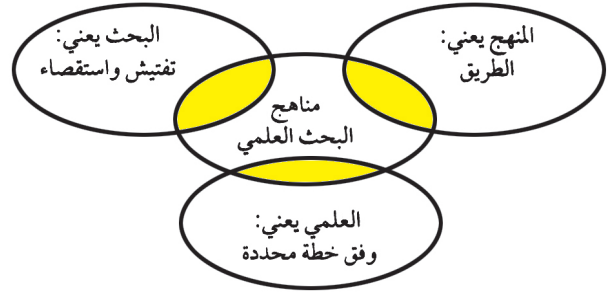 المنهج يعني:
الطريق
البحث يعني:
تفتيش واستقصاء
مناهج
البحث العلمي
العلمي يعني:
وفق خطة محددة